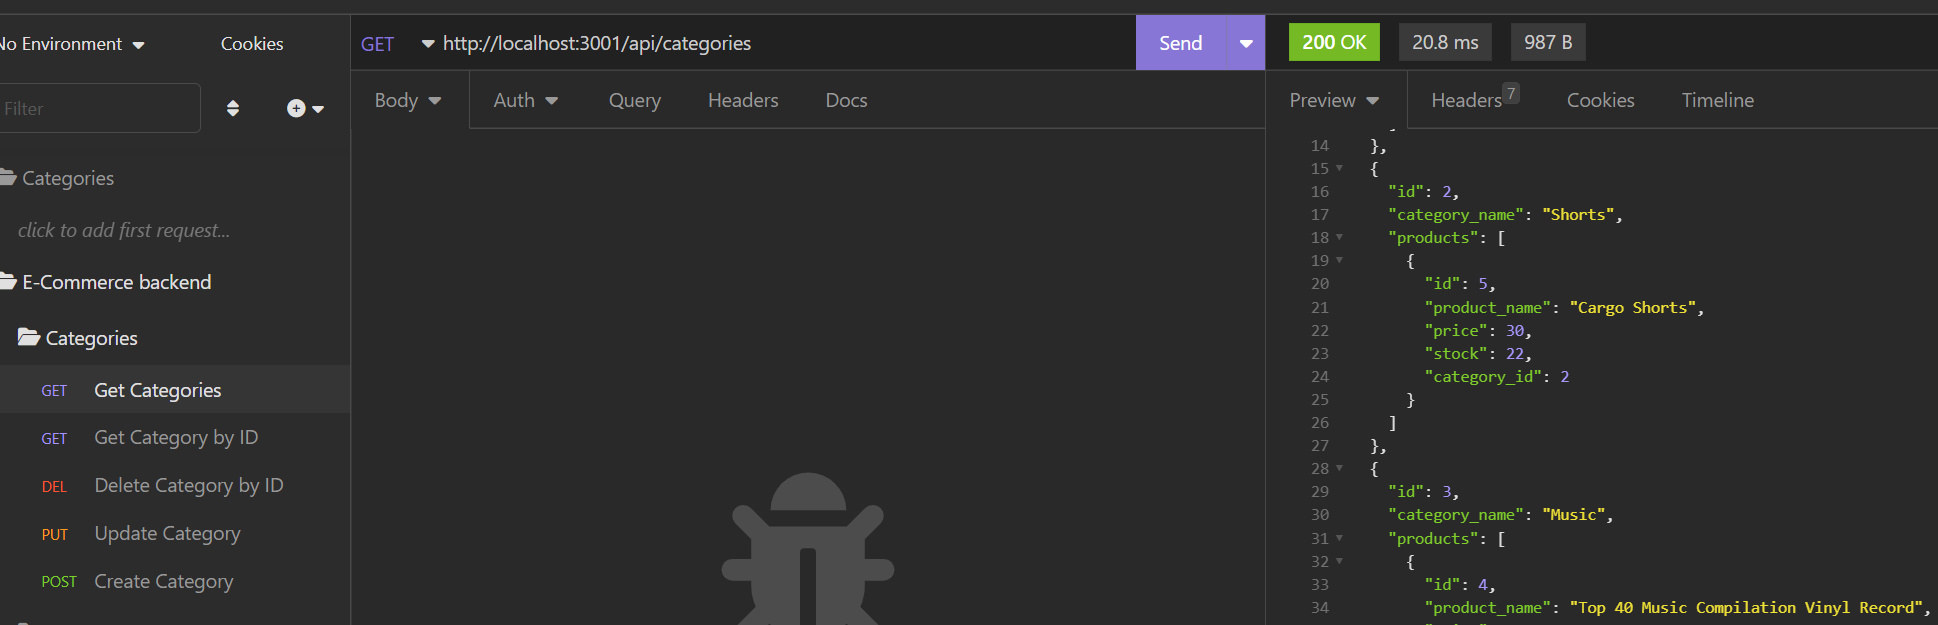 No Environment
Cookies
Filter
Categories
click to add first request...
E-Commerce backend
Categories
GET Get Categories
GET Get Category by ID
DEL Delete Category by ID
PUT Update Category
POST Create Category
GET http://localhost:3001/api/categories Send
Body Auth Query Headers Docs
200 OK 20.8 ms 987 B
Preview Headers 7 Cookies Timeline
14 },
15 {
16 "id": 2,
17 "category_name": "Shorts",
18 "products": [
19 {
20 "id": 5,
21 "product_name": "Cargo Shorts",
22 "price": 30,
23 "stock": 22,
24 "category_id": 2
25 }
26 ]
27 },
28 {
29 "id": 3,
30 "category_name": "Music",
31 "products": [
32 {
33 "id": 4,
34 "product_name": "Top 40 Music Compilation Vinyl Record",